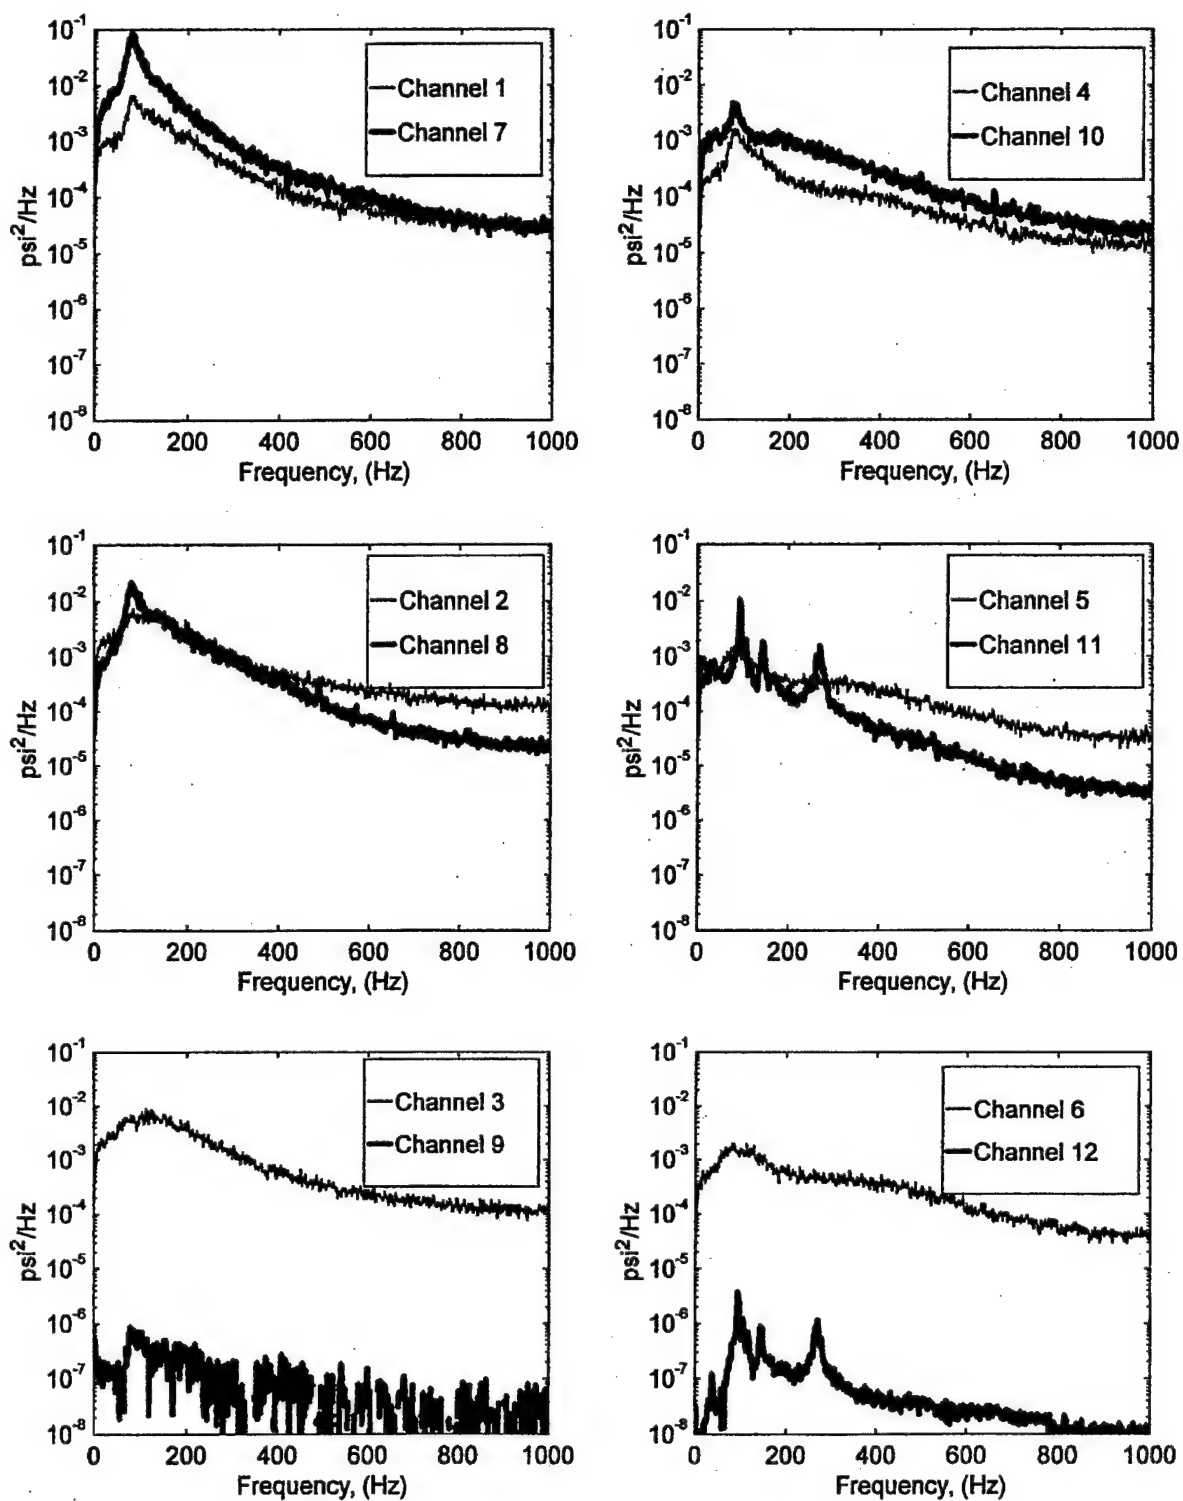 10⁻¹
10⁻²
10⁻³
10⁻⁴
10⁻⁵
10⁻⁶
10⁻⁷
10⁻⁸
psi²/Hz
Channel 1
Channel 7
0 200 400 600 800 1000
Frequency, (Hz)
10⁻¹
10⁻²
10⁻³
10⁻⁴
10⁻⁵
10⁻⁶
10⁻⁷
10⁻⁸
psi²/Hz
Channel 4
Channel 10
0 200 400 600 800 1000
Frequency, (Hz)
10⁻¹
10⁻²
10⁻³
10⁻⁴
10⁻⁵
10⁻⁶
10⁻⁷
10⁻⁸
psi²/Hz
Channel 2
Channel 8
0 200 400 600 800 1000
Frequency, (Hz)
10⁻¹
10⁻²
10⁻³
10⁻⁴
10⁻⁵
10⁻⁶
10⁻⁷
10⁻⁸
psi²/Hz
Channel 5
Channel 11
0 200 400 600 800 1000
Frequency, (Hz)
10⁻¹
10⁻²
10⁻³
10⁻⁴
10⁻⁵
10⁻⁶
10⁻⁷
10⁻⁸
psi²/Hz
Channel 3
Channel 9
0 200 400 600 800 1000
Frequency, (Hz)
10⁻¹
10⁻²
10⁻³
10⁻⁴
10⁻⁵
10⁻⁶
10⁻⁷
10⁻⁸
psi²/Hz
Channel 6
Channel 12
0 200 400 600 800 1000
Frequency, (Hz)